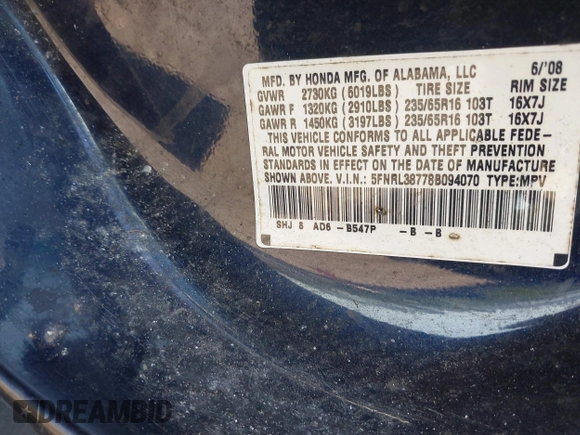 MFD. BY HONDA MFG. OF ALABAMA, LLC 6/'08
GVWR 2730KG (6019LBS) TIRE SIZE RIM SIZE
GAWR F 1320KG (2910LBS) 235/65R16 103T 16X7J
GAWR R 1450KG (3197LBS) 235/65R16 103T 16X7J
THIS VEHICLE CONFORMS TO ALL APPLICABLE FEDE-
RAL MOTOR VEHICLE SAFETY AND THEFT PREVENTION
STANDARDS IN EFFECT ON THE DATE OF MANUFACTURE
SHOWN ABOVE. V.I.N.: 5FNRL38778B094070 TYPE:MPV
SHJ 8 AD6 -B547P -B -B
DREAMBID